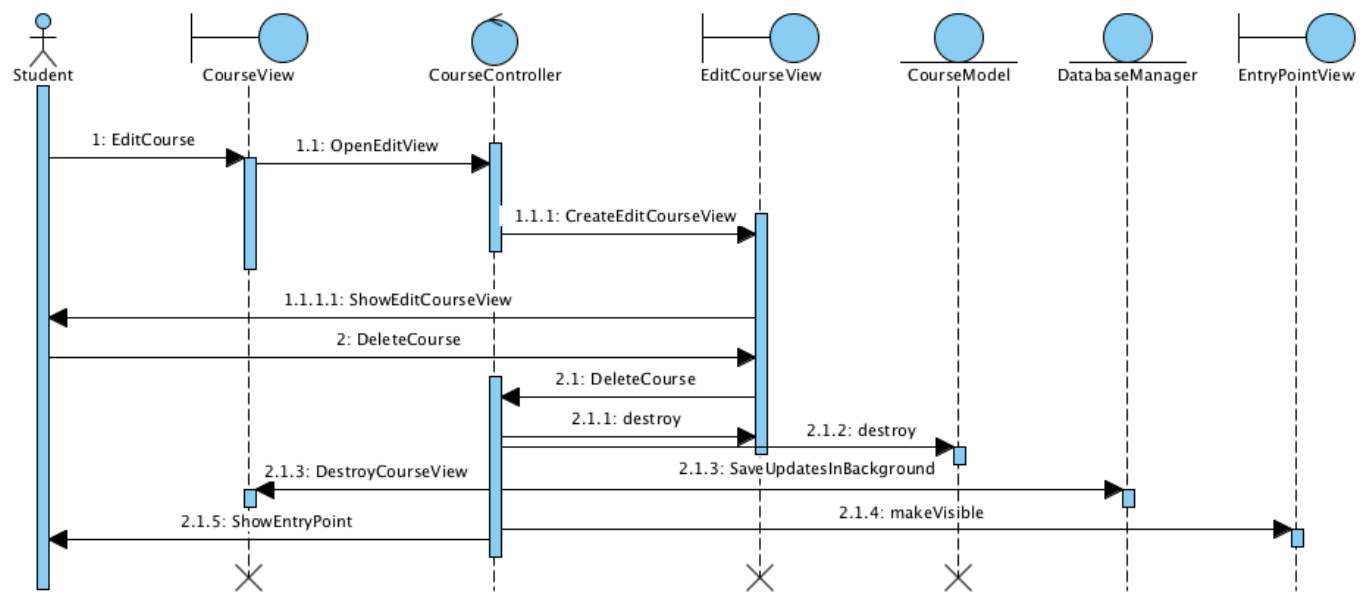 Student
CourseView
CourseController
EditCourseView
CourseModel
DatabaseManager
EntryPointView
1: EditCourse
1.1: OpenEditView
1.1.1: CreateEditCourseView
1.1.1.1: ShowEditCourseView
2: DeleteCourse
2.1: DeleteCourse
2.1.1: destroy
2.1.2: destroy
2.1.3: DestroyCourseView
2.1.3: SaveUpdatesInBackground
2.1.4: makeVisible
2.1.5: ShowEntryPoint